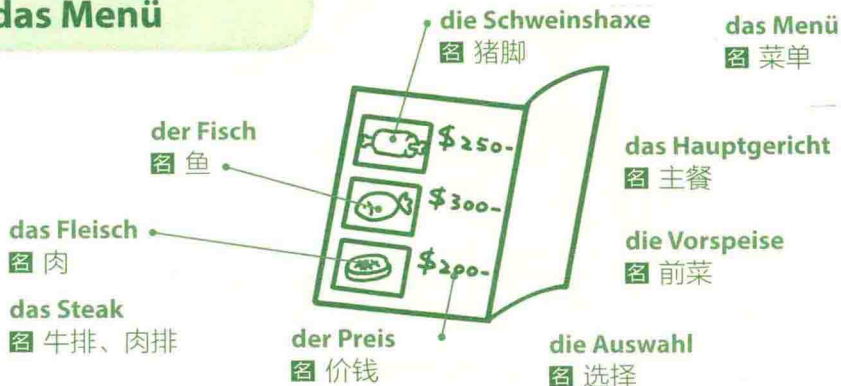 das Menü
die Schweinshaxe
名 猪脚
das Menü
名 菜单
der Fisch
名 鱼
$250-
das Hauptgericht
名 主餐
$300-
das Fleisch
名 肉
die Vorspeise
名 前菜
$200-
das Steak
名 牛排、肉排
der Preis
名 价钱
die Auswahl
名 选择